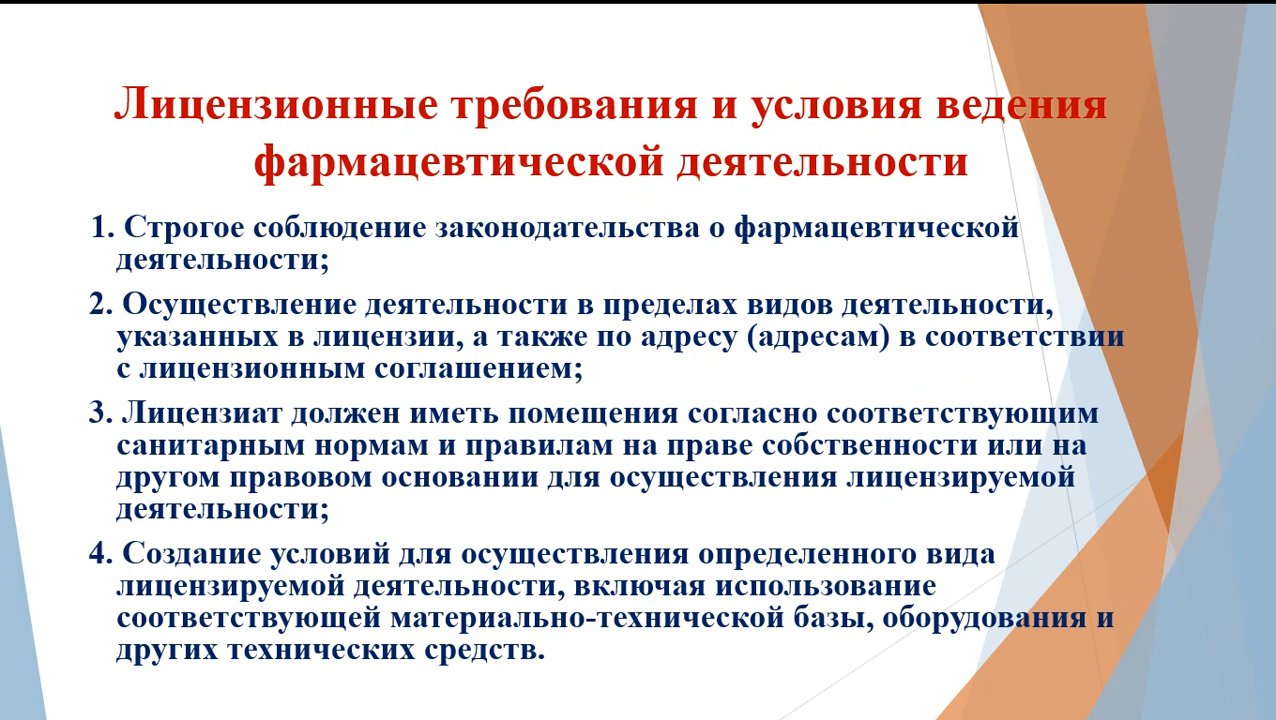 Лицензионные требования и условия ведения
фармацевтической деятельности
1. Строгое соблюдение законодательства о фармацевтической
деятельности;
2. Осуществление деятельности в пределах видов деятельности,
указанных в лицензии, а также по адресу (адресам) в соответствии
с лицензионным соглашением;
3. Лицензиат должен иметь помещения согласно соответствующим
санитарным нормам и правилам на праве собственности или на
другом правовом основании для осуществления лицензируемой
деятельности;
4. Создание условий для осуществления определенного вида
лицензируемой деятельности, включая использование
соответствующей материально-технической базы, оборудования и
других технических средств.